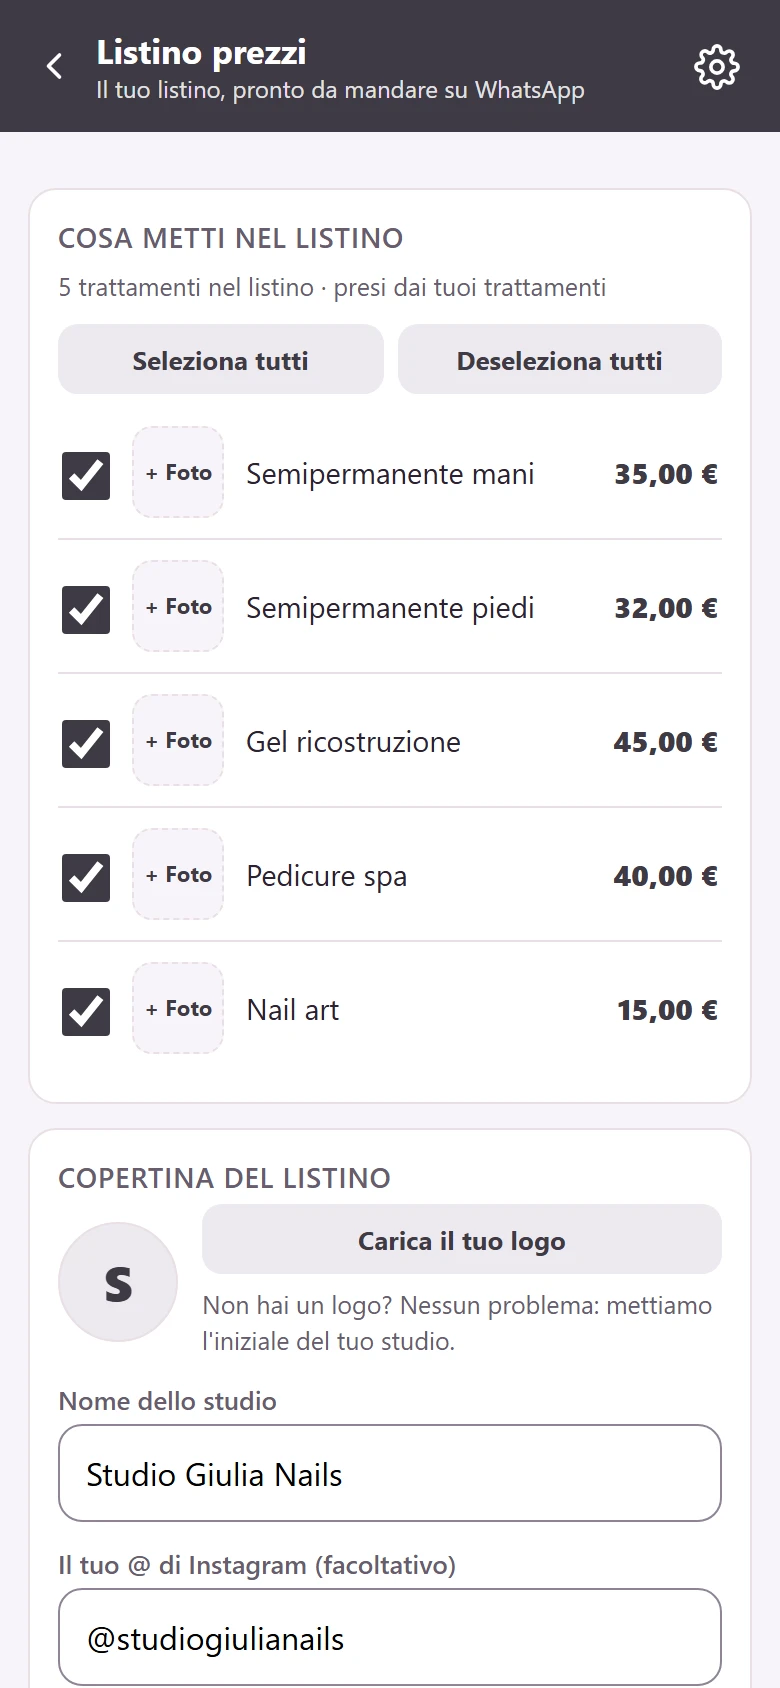 Listino prezzi
Il tuo listino, pronto da mandare su WhatsApp
COSA METTI NEL LISTINO
5 trattamenti nel listino · presi dai tuoi trattamenti
Seleziona tutti
Deseleziona tutti
+ Foto Semipermanente mani 35,00 €
+ Foto Semipermanente piedi 32,00 €
+ Foto Gel ricostruzione 45,00 €
+ Foto Pedicure spa 40,00 €
+ Foto Nail art 15,00 €
COPERTINA DEL LISTINO
S
Carica il tuo logo
Non hai un logo? Nessun problema: mettiamo
l'iniziale del tuo studio.
Nome dello studio
Studio Giulia Nails
Il tuo @ di Instagram (facoltativo)
@studiogiulianails